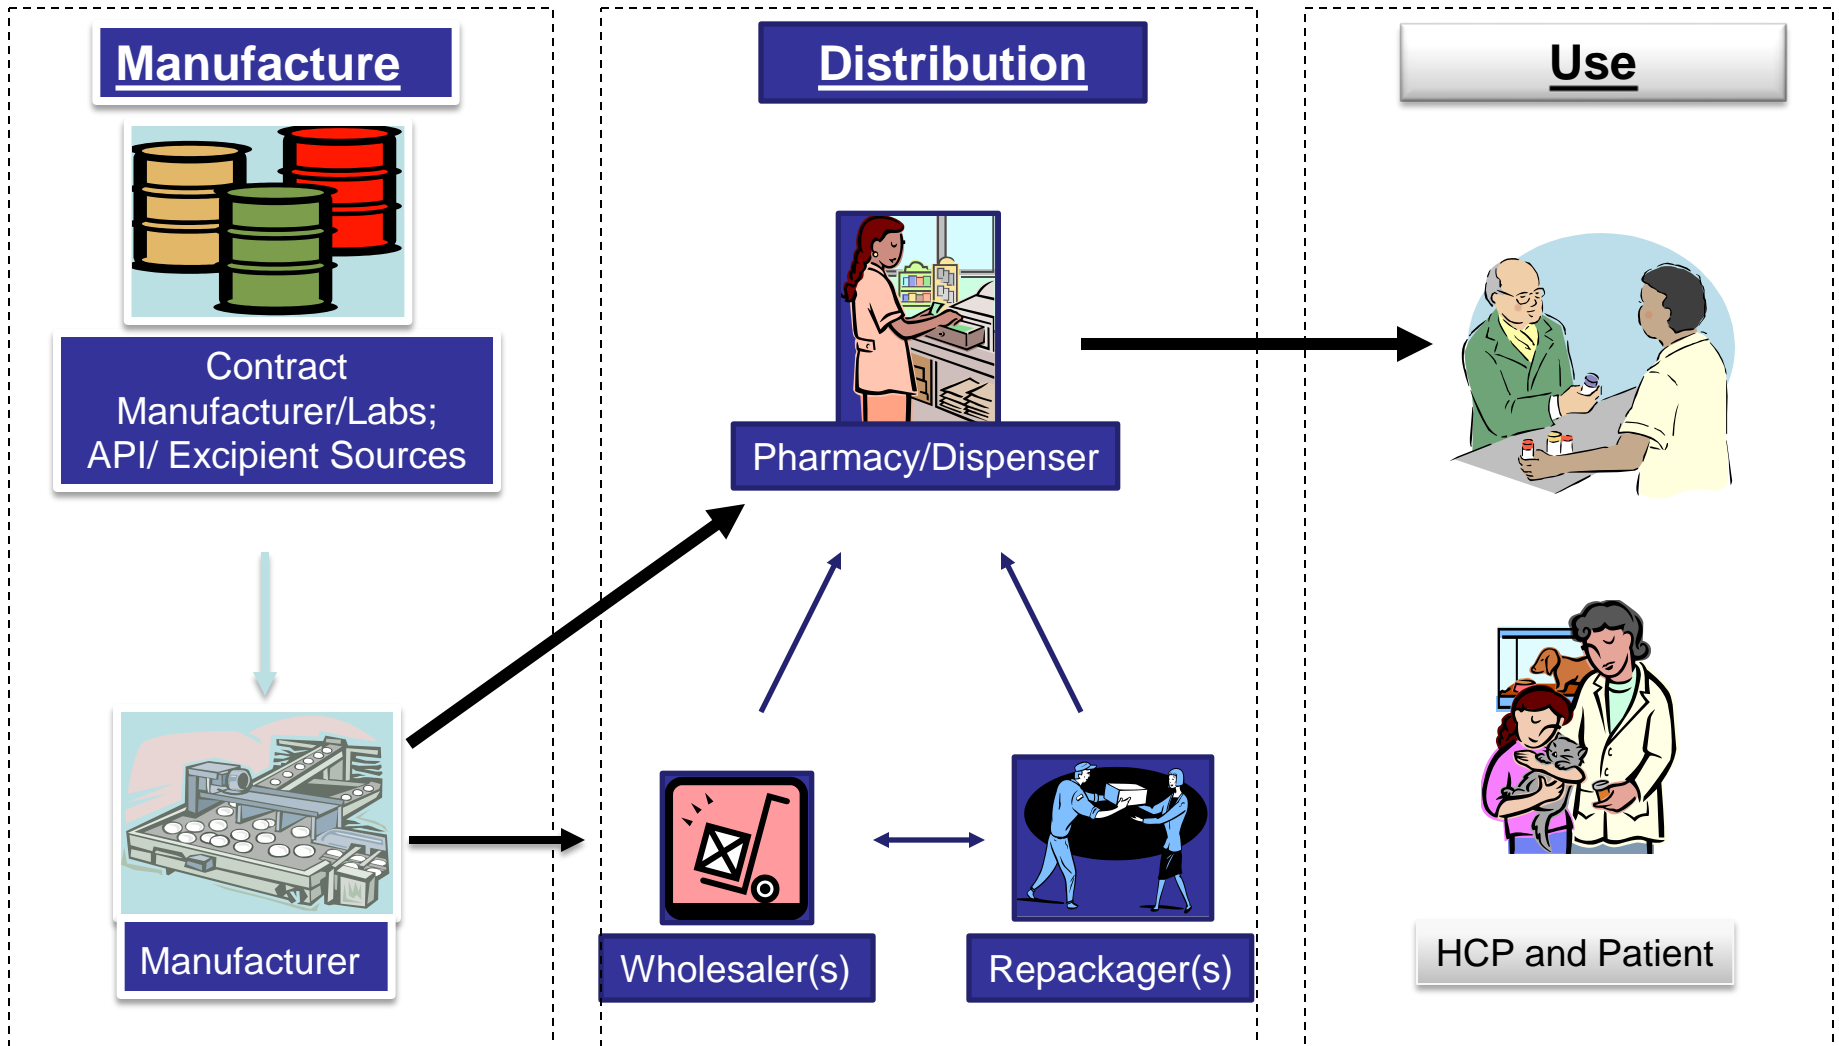 Manufacture
Contract
Manufacturer/Labs;
API/ Excipient Sources
Manufacturer
Distribution
Pharmacy/Dispenser
Wholesaler(s)
Repackager(s)
Use
HCP and Patient